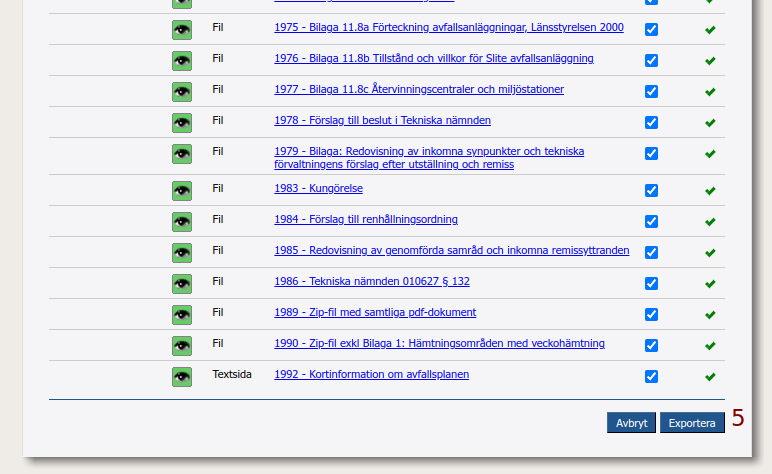 Fil 1975 - Bilaga 11.8a Förteckning avfallsanläggningar, Länsstyrelsen 2000
Fil 1976 - Bilaga 11.8b Tillstånd och villkor för Slite avfallsanläggning
Fil 1977 - Bilaga 11.8c Återvinningscentraler och miljöstationer
Fil 1978 - Förslag till beslut i Tekniska nämnden
Fil 1979 - Bilaga: Redovisning av inkomna synpunkter och tekniska
förvaltningens förslag efter utställning och remiss
Fil 1983 - Kungörelse
Fil 1984 - Förslag till renhållningsordning
Fil 1985 - Redovisning av genomförda samråd och inkomna remissyttranden
Fil 1986 - Tekniska nämnden 010627 § 132
Fil 1989 - Zip-fil med samtliga pdf-dokument
Fil 1990 - Zip-fil exkl Bilaga 1: Hämtningsområden med veckohämtning
Textsida 1992 - Kortinformation om avfallsplanen
Avbryt Exportera 5